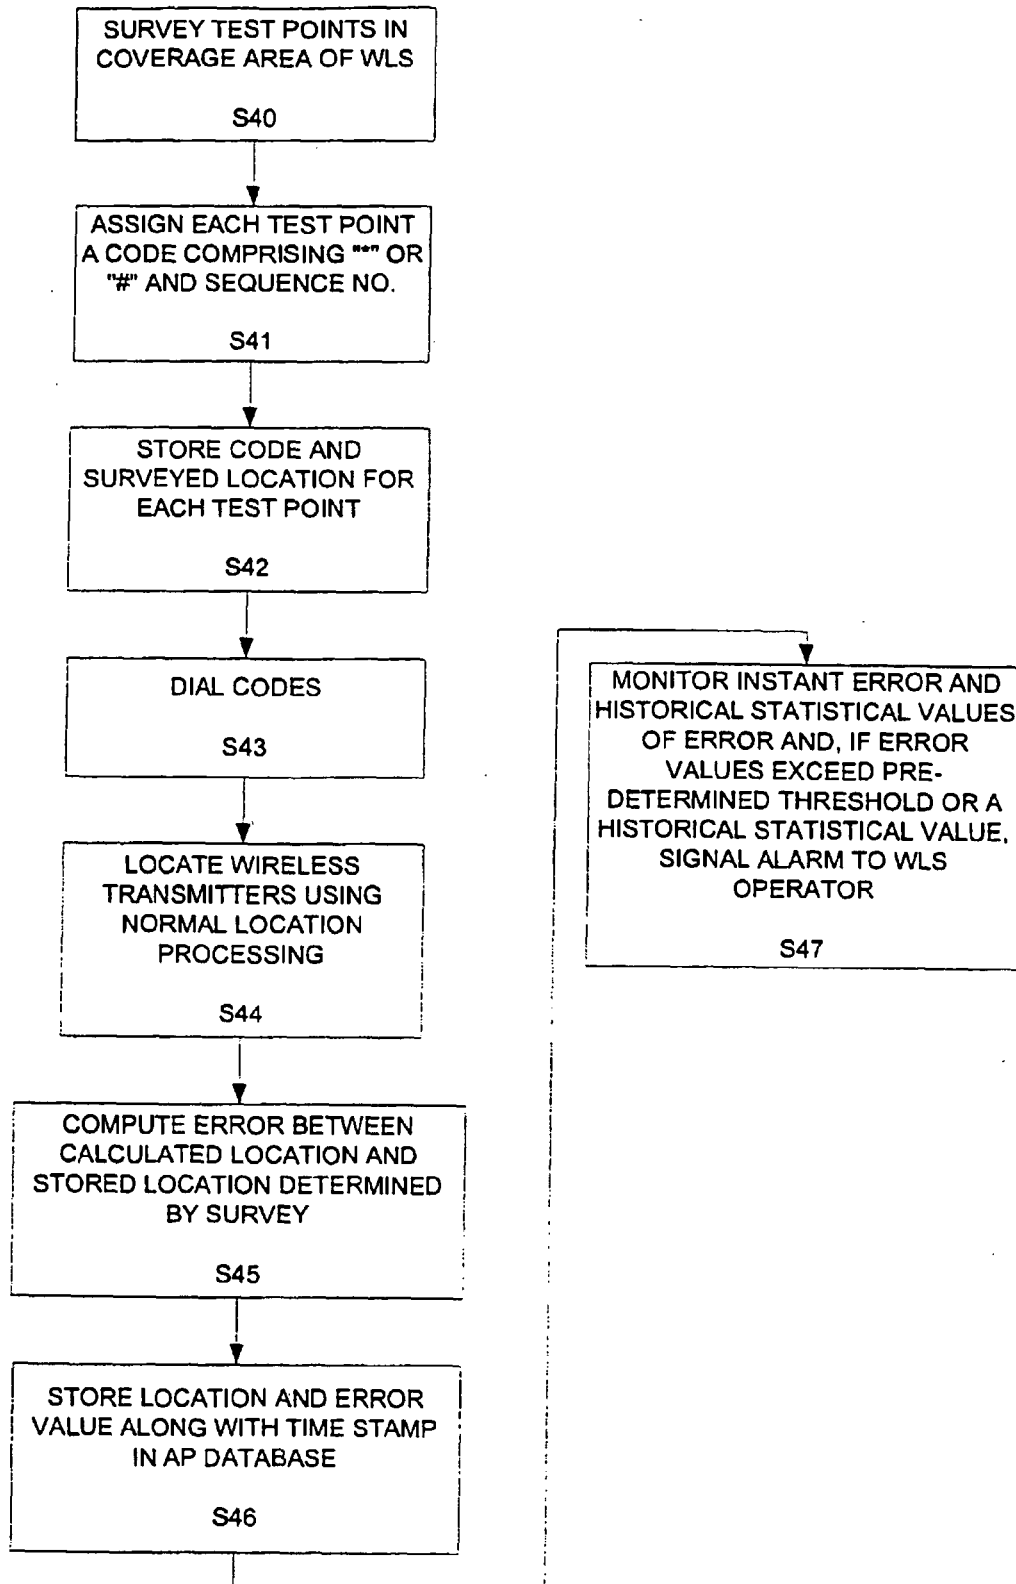 SURVEY TEST POINTS IN
COVERAGE AREA OF WLS
S40
ASSIGN EACH TEST POINT
A CODE COMPRISING "*" OR
"#" AND SEQUENCE NO.
S41
STORE CODE AND
SURVEYED LOCATION FOR
EACH TEST POINT
S42
DIAL CODES
S43
LOCATE WIRELESS
TRANSMITTERS USING
NORMAL LOCATION
PROCESSING
S44
COMPUTE ERROR BETWEEN
CALCULATED LOCATION AND
STORED LOCATION DETERMINED
BY SURVEY
S45
STORE LOCATION AND ERROR
VALUE ALONG WITH TIME STAMP
IN AP DATABASE
S46
MONITOR INSTANT ERROR AND
HISTORICAL STATISTICAL VALUES
OF ERROR AND, IF ERROR
VALUES EXCEED PRE-
DETERMINED THRESHOLD OR A
HISTORICAL STATISTICAL VALUE,
SIGNAL ALARM TO WLS
OPERATOR
S47